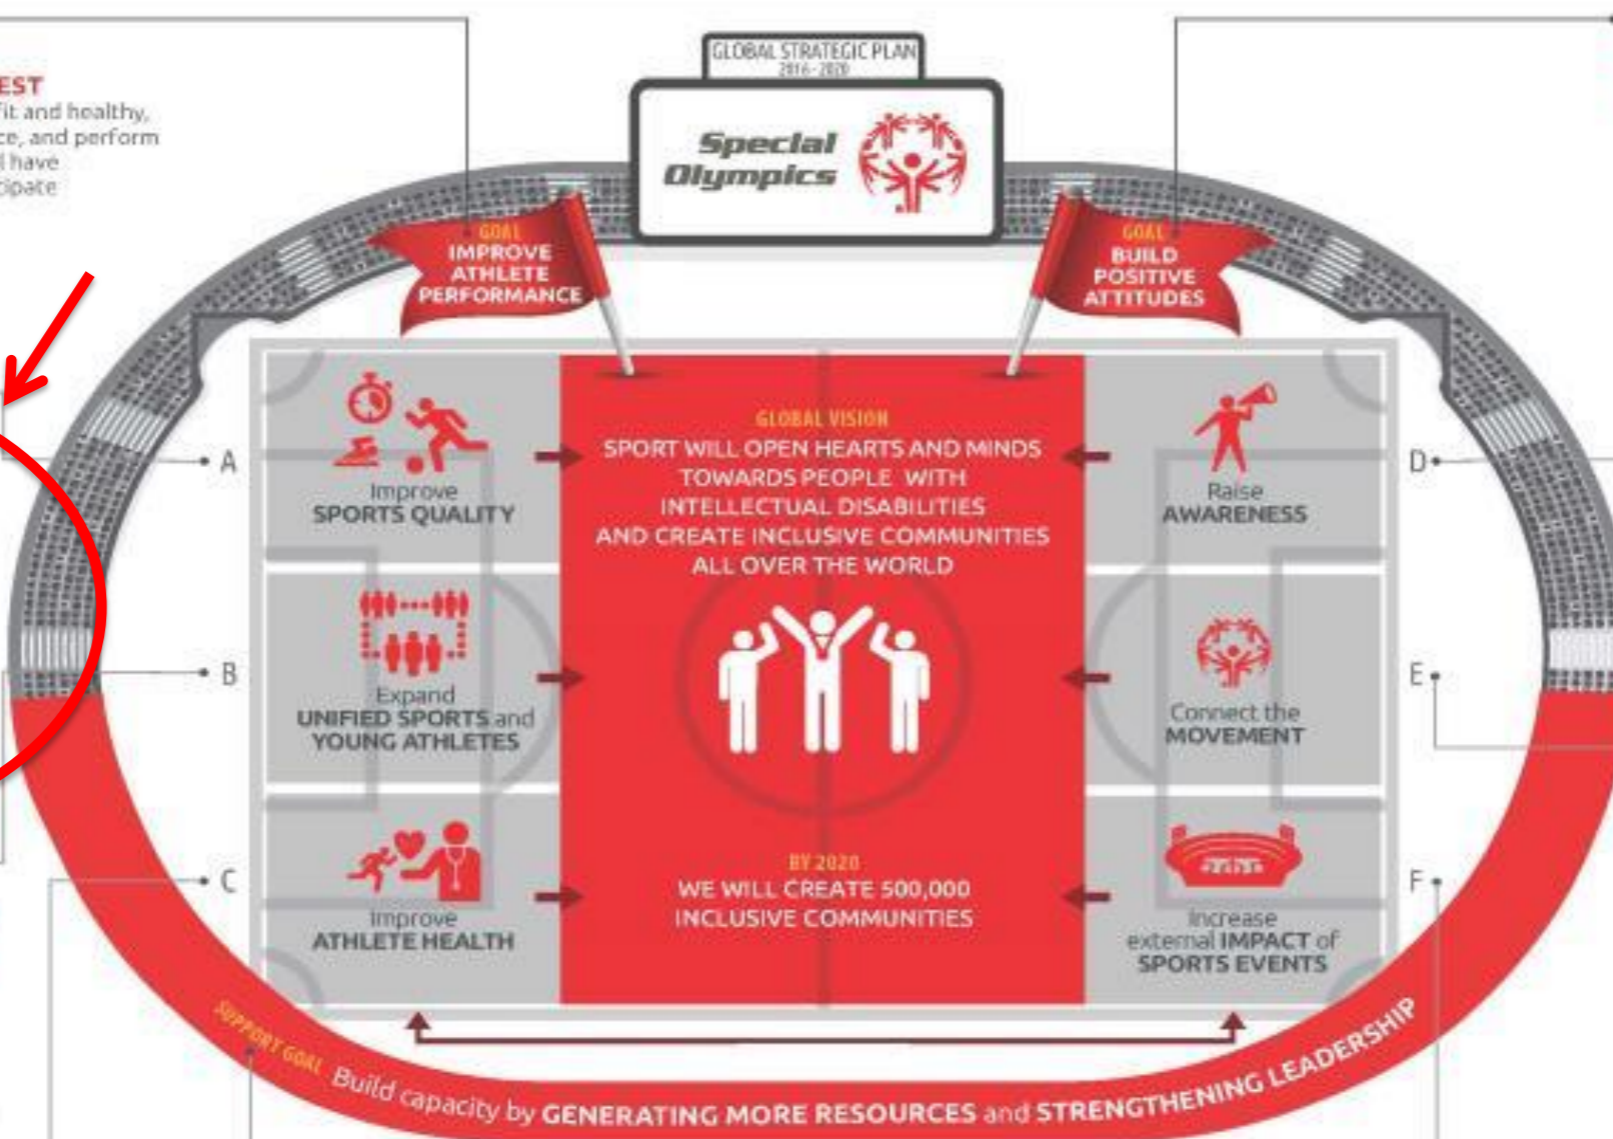 GLOBAL STRATEGIC PLAN
2016-2020
Special
Olympics
EST
fit and healthy,
ce, and perform
l have
cipate
GOAL
IMPROVE
ATHLETE
PERFORMANCE
GOAL
BUILD
POSITIVE
ATTITUDES
A
Improve
SPORTS QUALITY
B
Expand
UNIFIED SPORTS and
YOUNG ATHLETES
C
Improve
ATHLETE HEALTH
GLOBAL VISION
SPORT WILL OPEN HEARTS AND MINDS
TOWARDS PEOPLE WITH
INTELLECTUAL DISABILITIES
AND CREATE INCLUSIVE COMMUNITIES
ALL OVER THE WORLD
BY 2020
WE WILL CREATE 500,000
INCLUSIVE COMMUNITIES
D
Raise
AWARENESS
E
Connect the
MOVEMENT
F
Increase
external IMPACT of
SPORTS EVENTS
SUPPORT GOAL Build capacity by GENERATING MORE RESOURCES and STRENGTHENING LEADERSHIP